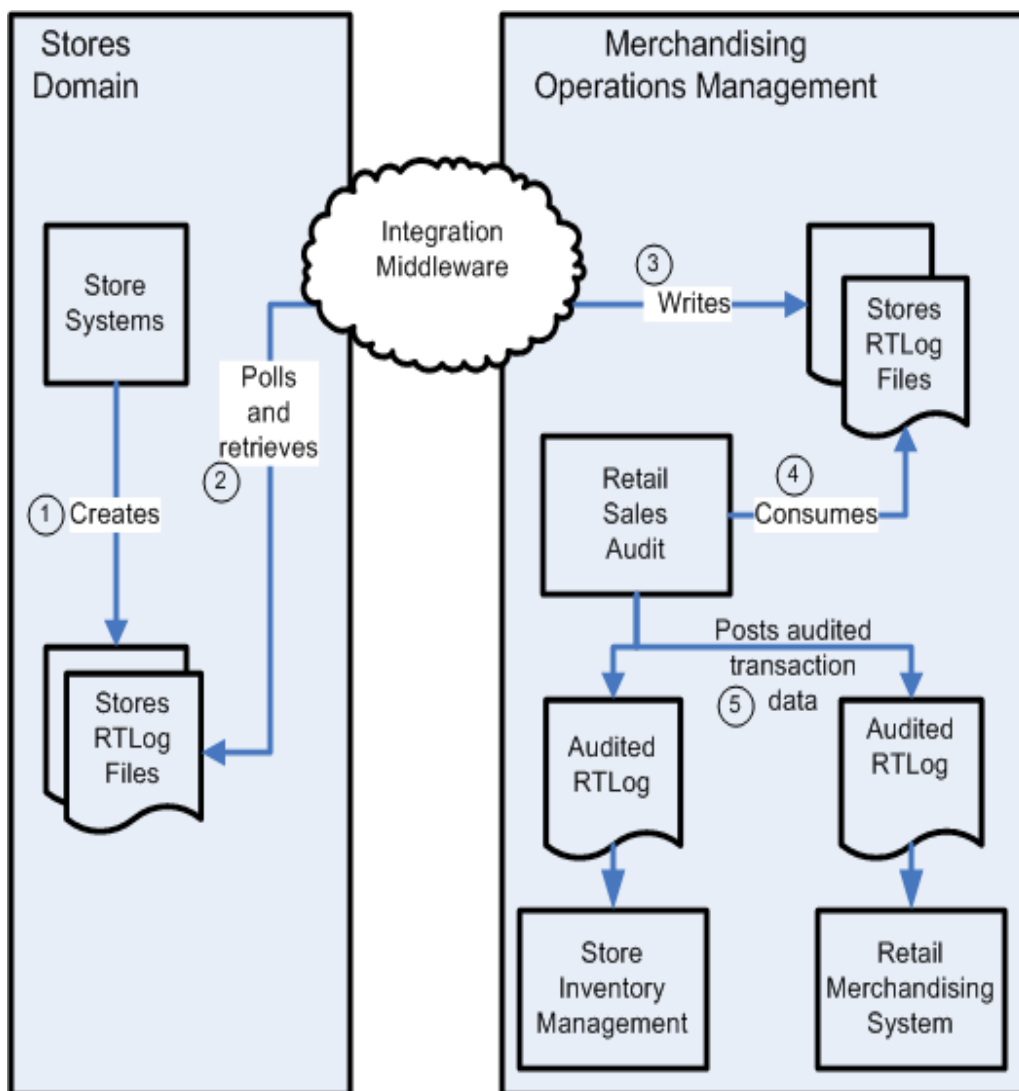 Stores
Domain
Merchandising
Operations Management
Integration
Middleware
Store
Systems
3
Writes
Stores
RTLog
Files
Polls
and
retrieves
2
1 Creates
Retail
Sales
Audit
4
Consumes
Stores
RTLog
Files
Posts audited
transaction
5 data
Audited
RTLog
Audited
RTLog
Store
Inventory
Management
Retail
Merchandising
System